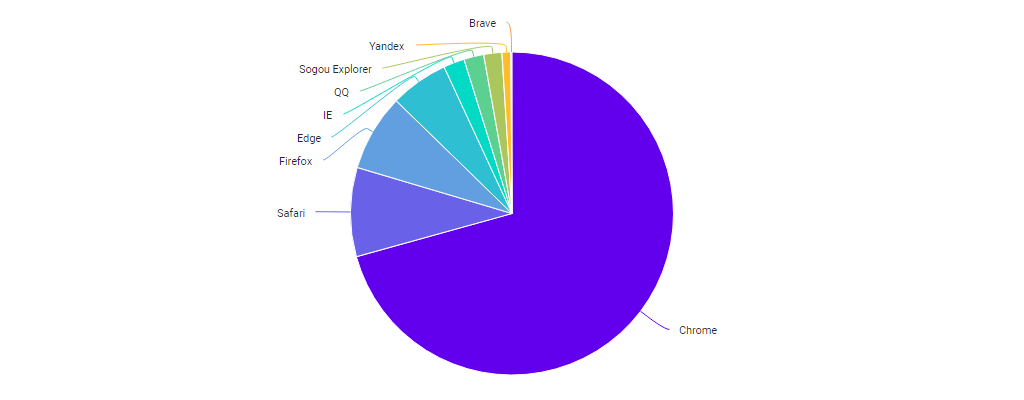 Brave
Yandex
Sogou Explorer
QQ
IE
Edge
Firefox
Safari
Chrome